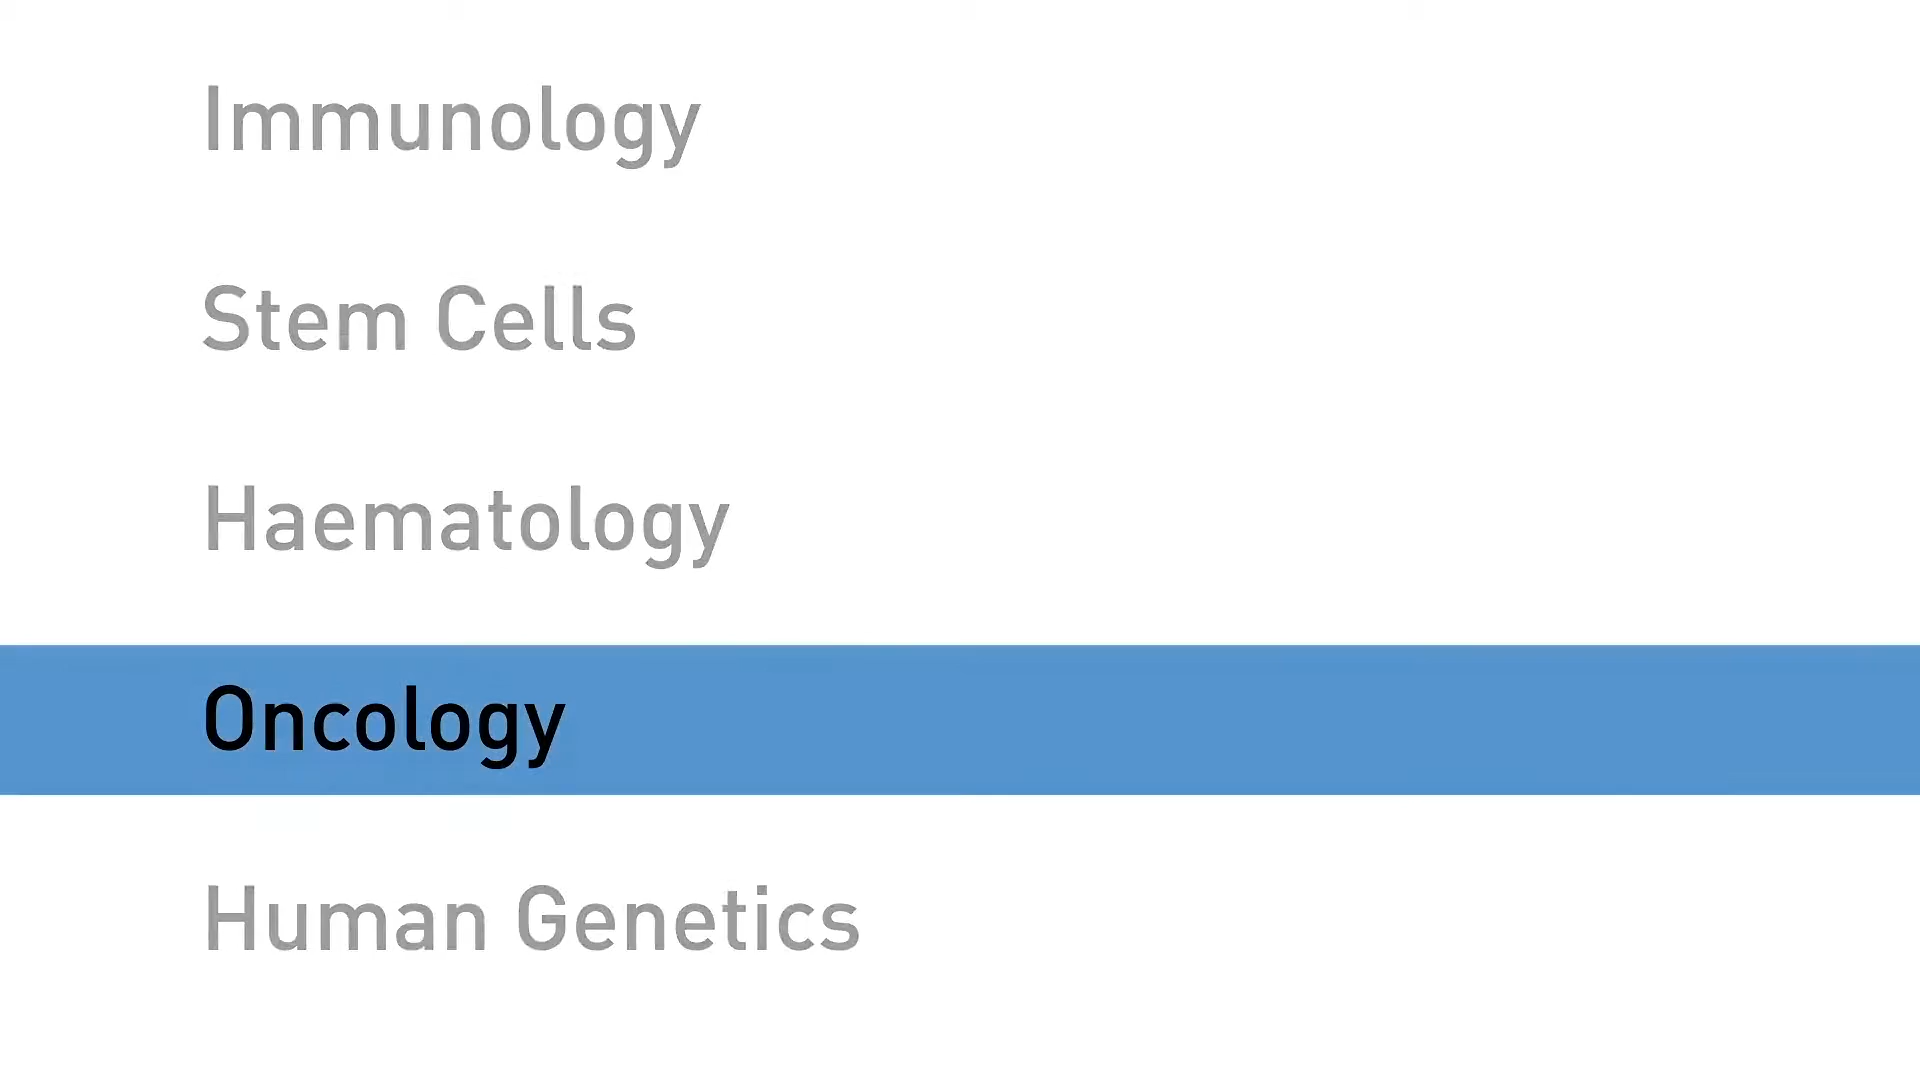 Immunology
Stem Cells
Haematology
Oncology
Human Genetics